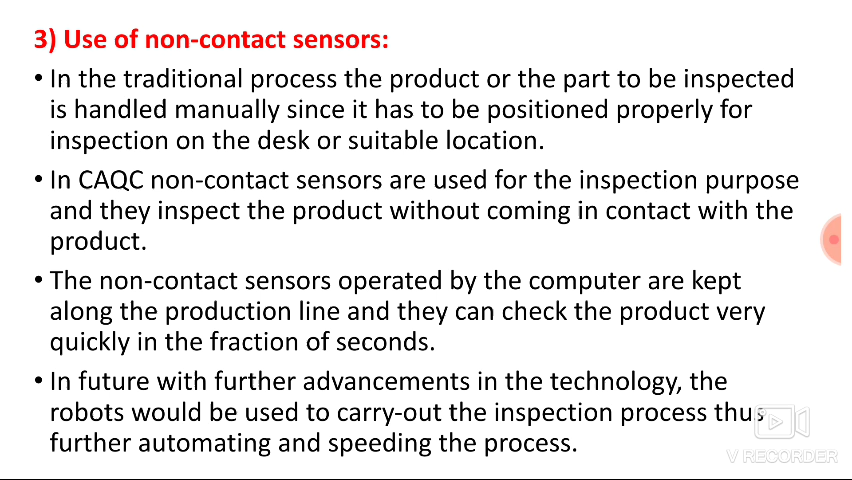 3) Use of non-contact sensors:
• In the traditional process the product or the part to be inspected
is handled manually since it has to be positioned properly for
inspection on the desk or suitable location.
• In CAQC non-contact sensors are used for the inspection purpose
and they inspect the product without coming in contact with the
product.
• The non-contact sensors operated by the computer are kept
along the production line and they can check the product very
quickly in the fraction of seconds.
• In future with further advancements in the technology, the
robots would be used to carry-out the inspection process thus
further automating and speeding the process.
V RECORDER